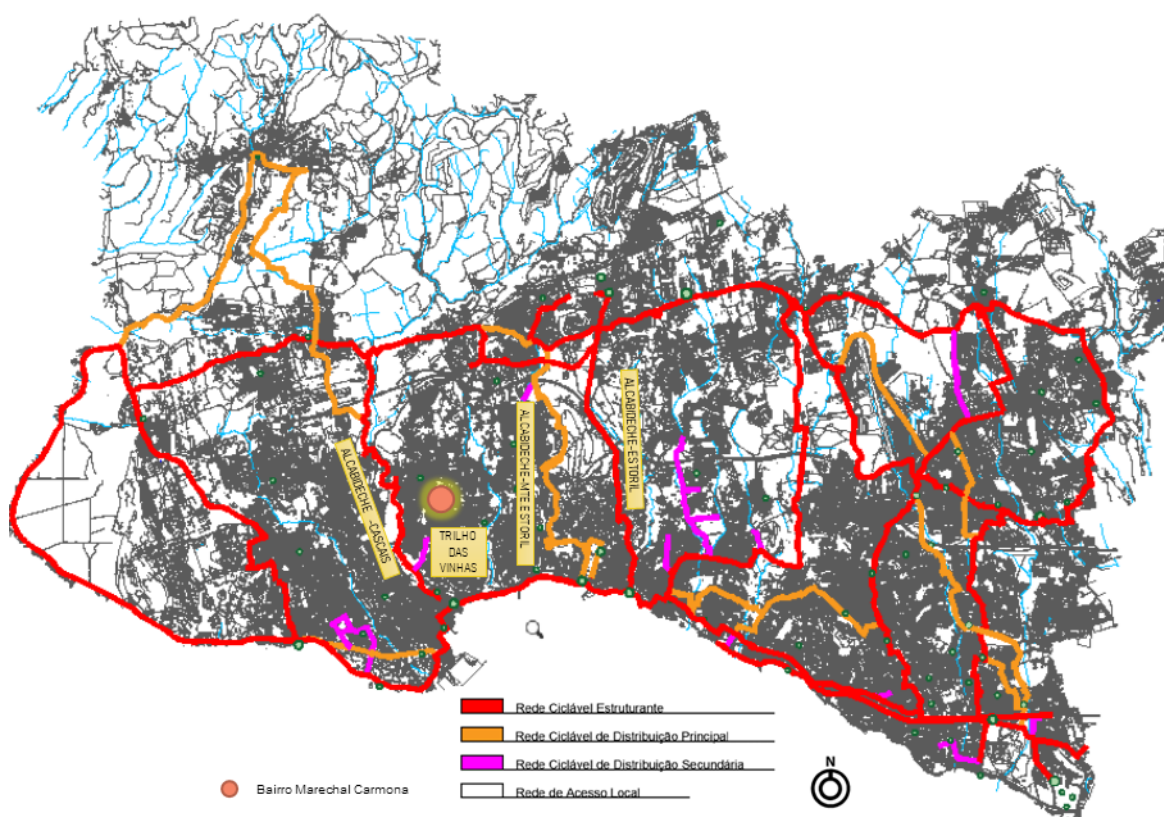 ALCABIDECHE -CASCAIS
TRILHO
DAS
VINHAS
ALCABIDECHE-MTE ESTORIL
ALCABIDECHE-ESTORIL
Rede Ciclável Estruturante
Rede Ciclável de Distribuição Principal
Rede Ciclável de Distribuição Secundária
Rede de Acesso Local
Bairro Marechal Carmona
N